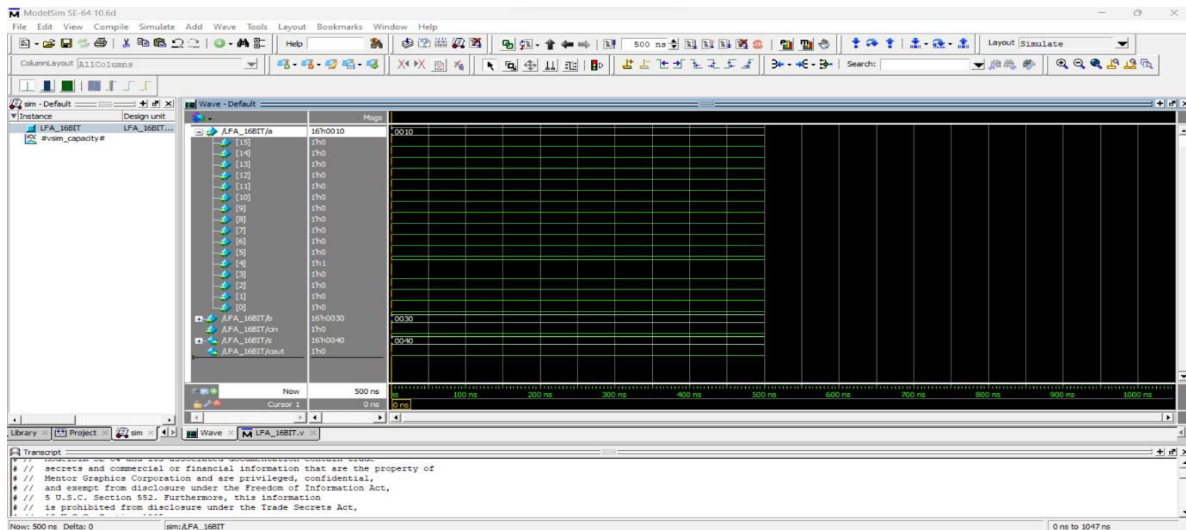 ModelSim SE-64 10.6d
File Edit View Compile Simulate Add Wave Tools Layout Bookmarks Window Help
Help
500 ns
Layout Simulate
ColumnLayout AllColumns
Search:
sim - Default
Instance Design unit
LFA_16BIT LFA_16BIT...
#vsim_capacity#
Wave - Default
Msgs
/LFA_16BIT/a 16'h0010 0010
[15] 1'h0
[14] 1'h0
[13] 1'h0
[12] 1'h0
[11] 1'h0
[10] 1'h0
[9] 1'h0
[8] 1'h0
[7] 1'h0
[6] 1'h0
[5] 1'h0
[4] 1'h1
[3] 1'h0
[2] 1'h0
[1] 1'h0
[0] 1'h0
/LFA_16BIT/b 16'h0030 0030
/LFA_16BIT/cin 1'h0
/LFA_16BIT/s 16'h0040 0040
/LFA_16BIT/cout 1'h0
Now 500 ns ns 100 ns 200 ns 300 ns 400 ns 500 ns 600 ns 700 ns 800 ns 900 ns 1000 ns
Cursor 1 0 ns 0 ns
Library Project sim Wave LFA_16BIT.v
Transcript
# // ModelSim SE-64 and its associated documentation contain trade
# // secrets and commercial or financial information that are the property of
# // Mentor Graphics Corporation and are privileged, confidential,
# // and exempt from disclosure under the Freedom of Information Act,
# // 5 U.S.C. Section 552. Furthermore, this information
# // is prohibited from disclosure under the Trade Secrets Act,
Now: 500 ns Delta: 0 sim:/LFA_16BIT 0 ns to 1047 ns